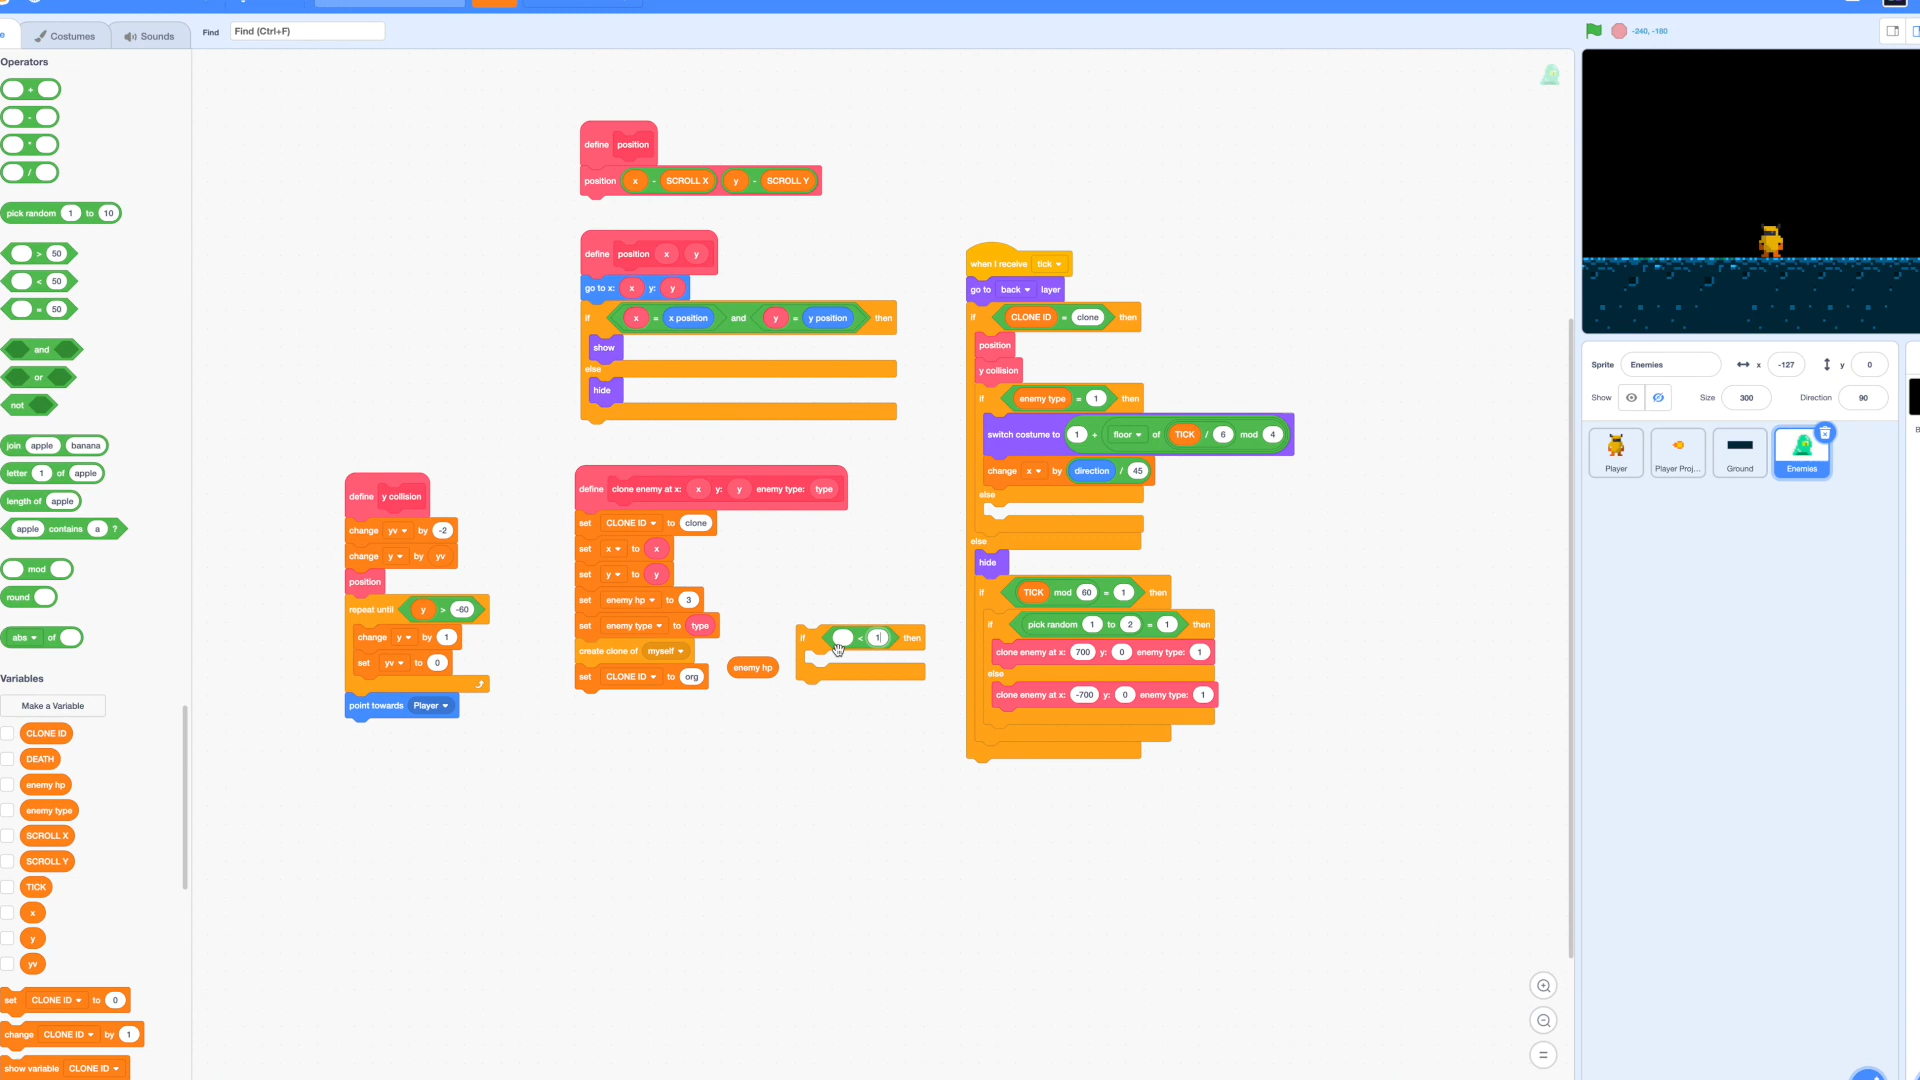 Costumes
Sounds
Find
Find (Ctrl+F)
-240, -180
Operators
+
-
*
/
pick random 1 to 10
> 50
< 50
= 50
and
or
not
join apple banana
letter 1 of apple
length of apple
apple contains a ?
mod
round
abs of
Variables
Make a Variable
CLONE ID
DEATH
enemy hp
enemy type
SCROLL X
SCROLL Y
TICK
x
y
yv
set CLONE ID to 0
change CLONE ID by 1
show variable CLONE ID
define y collision
change yv by -2
change y by yv
position
repeat until y > -60
change y by 1
set yv to 0
point towards Player
define position
position x - SCROLL X y - SCROLL Y
define position x y
go to x: x y: y
if x = x position and y = y position then
show
else
hide
define clone enemy at x: x y: y enemy type: type
set CLONE ID to clone
set x to x
set y to y
set enemy hp to 3
set enemy type to type
create clone of myself
set CLONE ID to org
enemy hp
if < 1 then
when I receive tick
go to back layer
if CLONE ID = clone then
position
y collision
if enemy type = 1 then
switch costume to 1 + floor of TICK / 6 mod 4
change x by direction / 45
else
else
hide
if TICK mod 60 = 1 then
if pick random 1 to 2 = 1 then
clone enemy at x: 700 y: 0 enemy type: 1
else
clone enemy at x: -700 y: 0 enemy type: 1
Sprite Enemies x -127 y 0
Show Size 300 Direction 90
Player
Player Proj...
Ground
Enemies